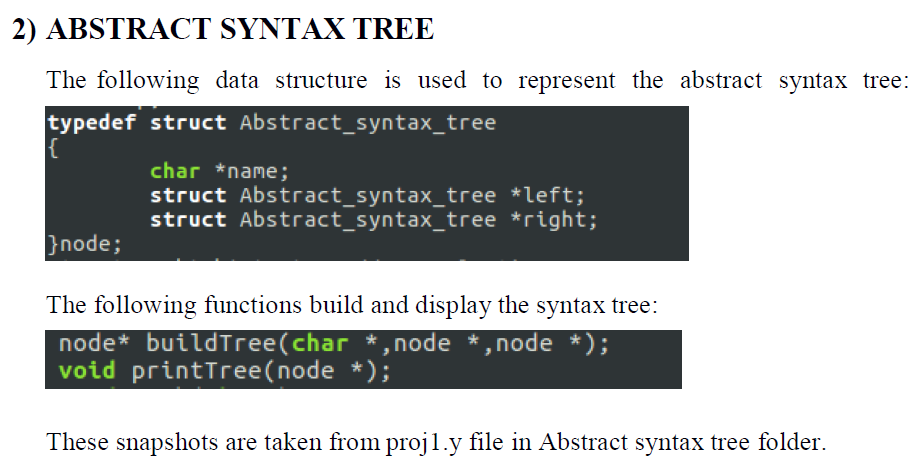 2) ABSTRACT SYNTAX TREE
The following data structure is used to represent the abstract syntax tree:
typedef struct Abstract_syntax_tree
{
char *name;
struct Abstract_syntax_tree *left;
struct Abstract_syntax_tree *right;
}node;
The following functions build and display the syntax tree:
node* buildTree(char *,node *,node *);
void printTree(node *);
These snapshots are taken from proj1.y file in Abstract syntax tree folder.